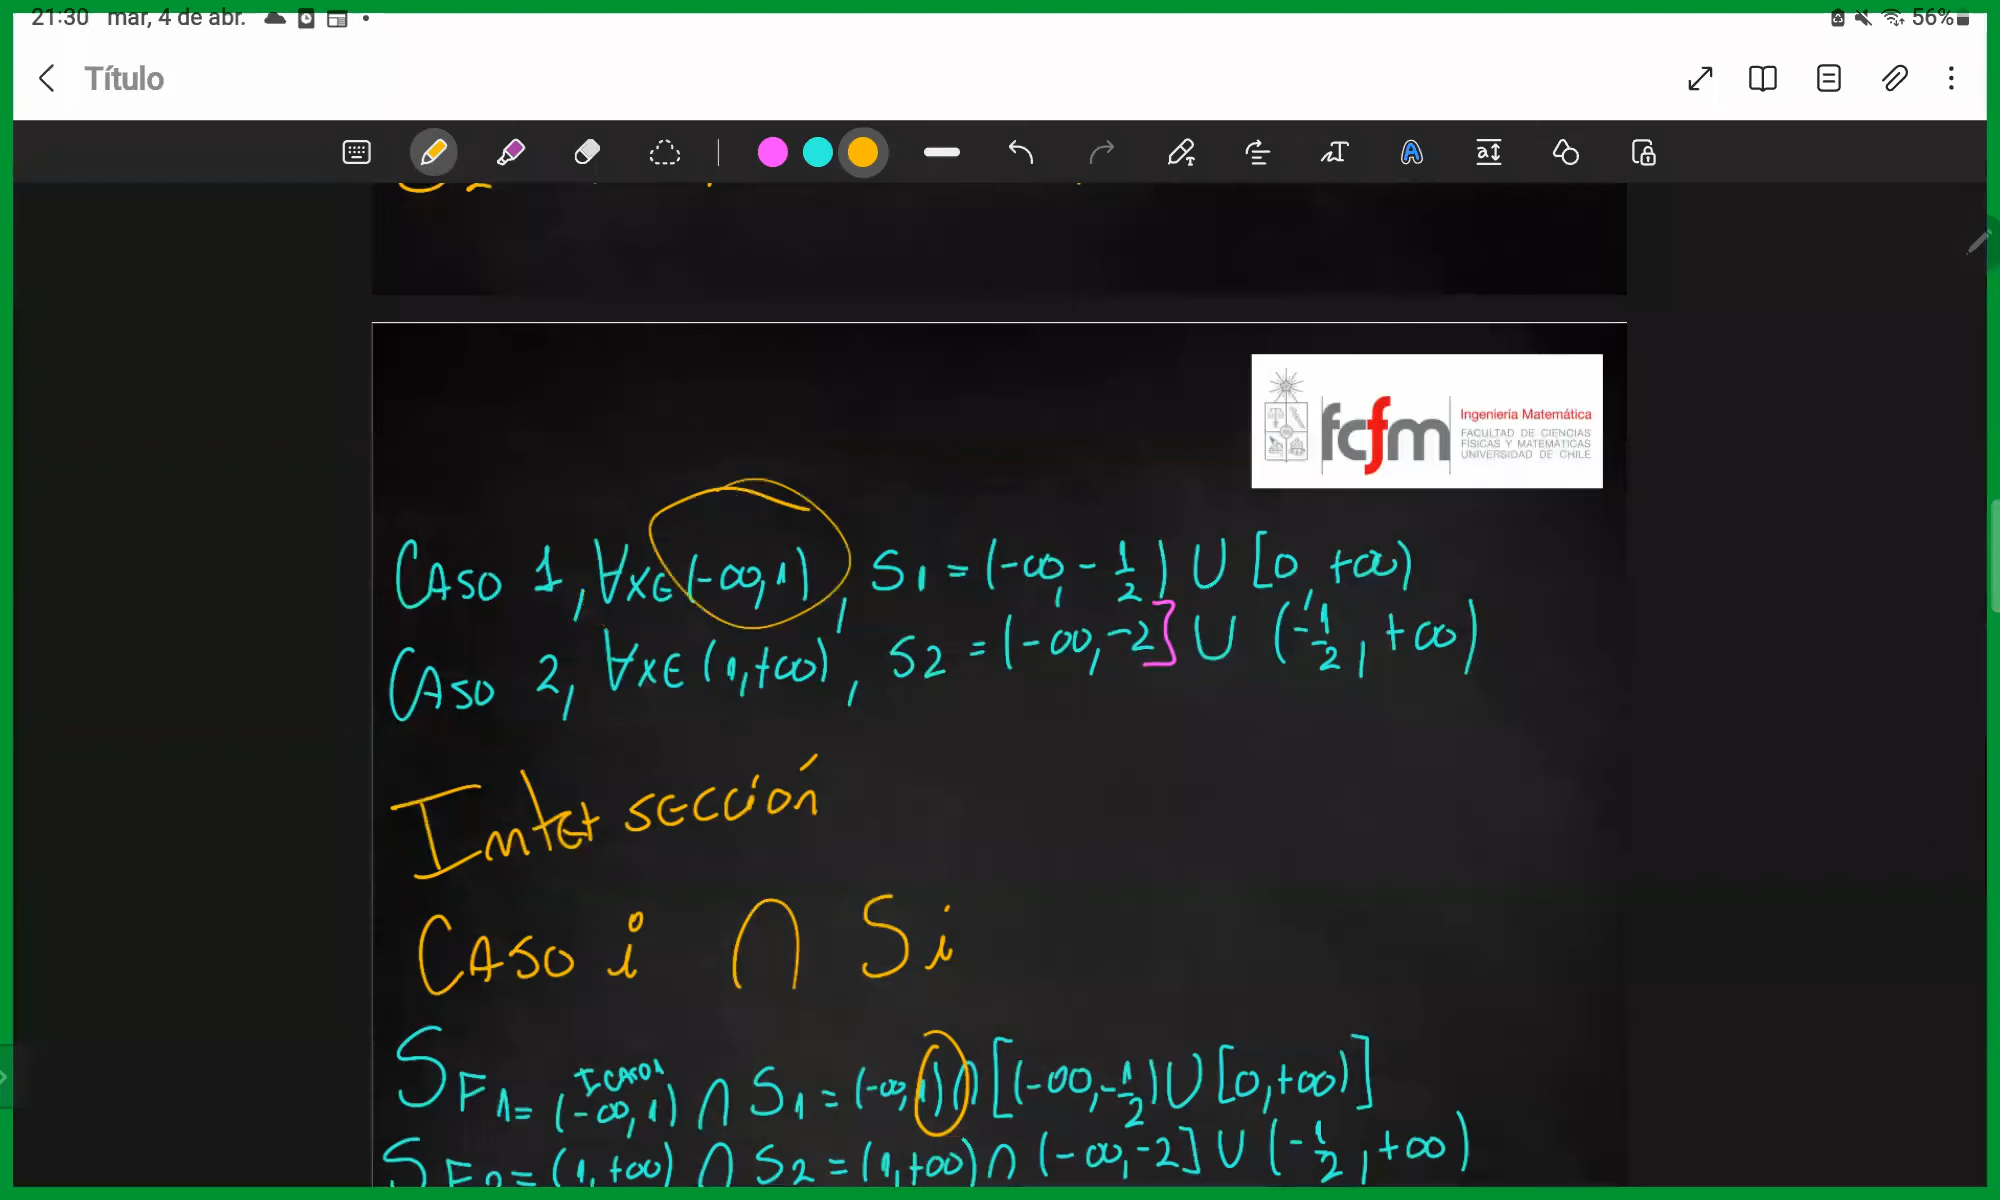 21:30 mar, 4 de abr. 56%
Título
fcfm Ingeniería Matemática
FACULTAD DE CIENCIAS
FÍSICAS Y MATEMÁTICAS
UNIVERSIDAD DE CHILE
CASO 1, ∀x∈(-∞,1), S1 = (-∞,-1/2) ∪ [0,+∞)
CASO 2, ∀x∈(1,+∞), S2 = (-∞,-2] ∪ (-1/2,+∞)
Intersección
CASO i ∩ Si
I CASO1
SF1= (-∞,1) ∩ S1 = (-∞,1) ∩ [(-∞,-1/2) ∪ [0,+∞)]
SF2= (1,+∞) ∩ S2 = (1,+∞) ∩ (-∞,-2] ∪ (-1/2,+∞)